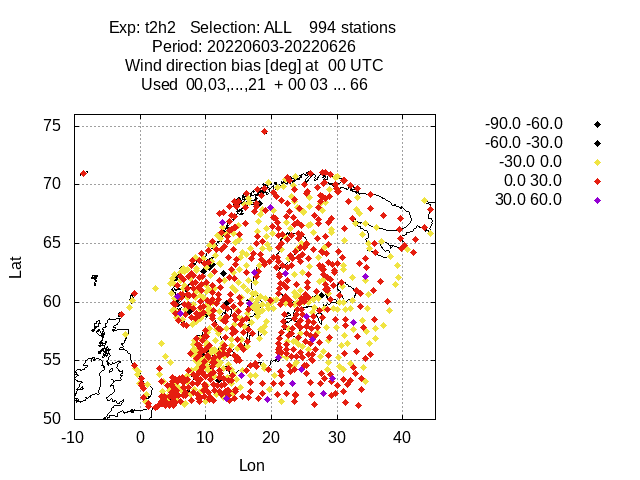 Exp: t2h2   Selection: ALL    994 stations
Period: 20220603-20220626
Wind direction bias [deg] at  00 UTC
Used  00,03,...,21  + 00 03 ... 66
-90.0 -60.0
-60.0 -30.0
-30.0 0.0
0.0 30.0
30.0 60.0
75
70
65
60
55
50
Lat
-10 0 10 20 30 40
Lon